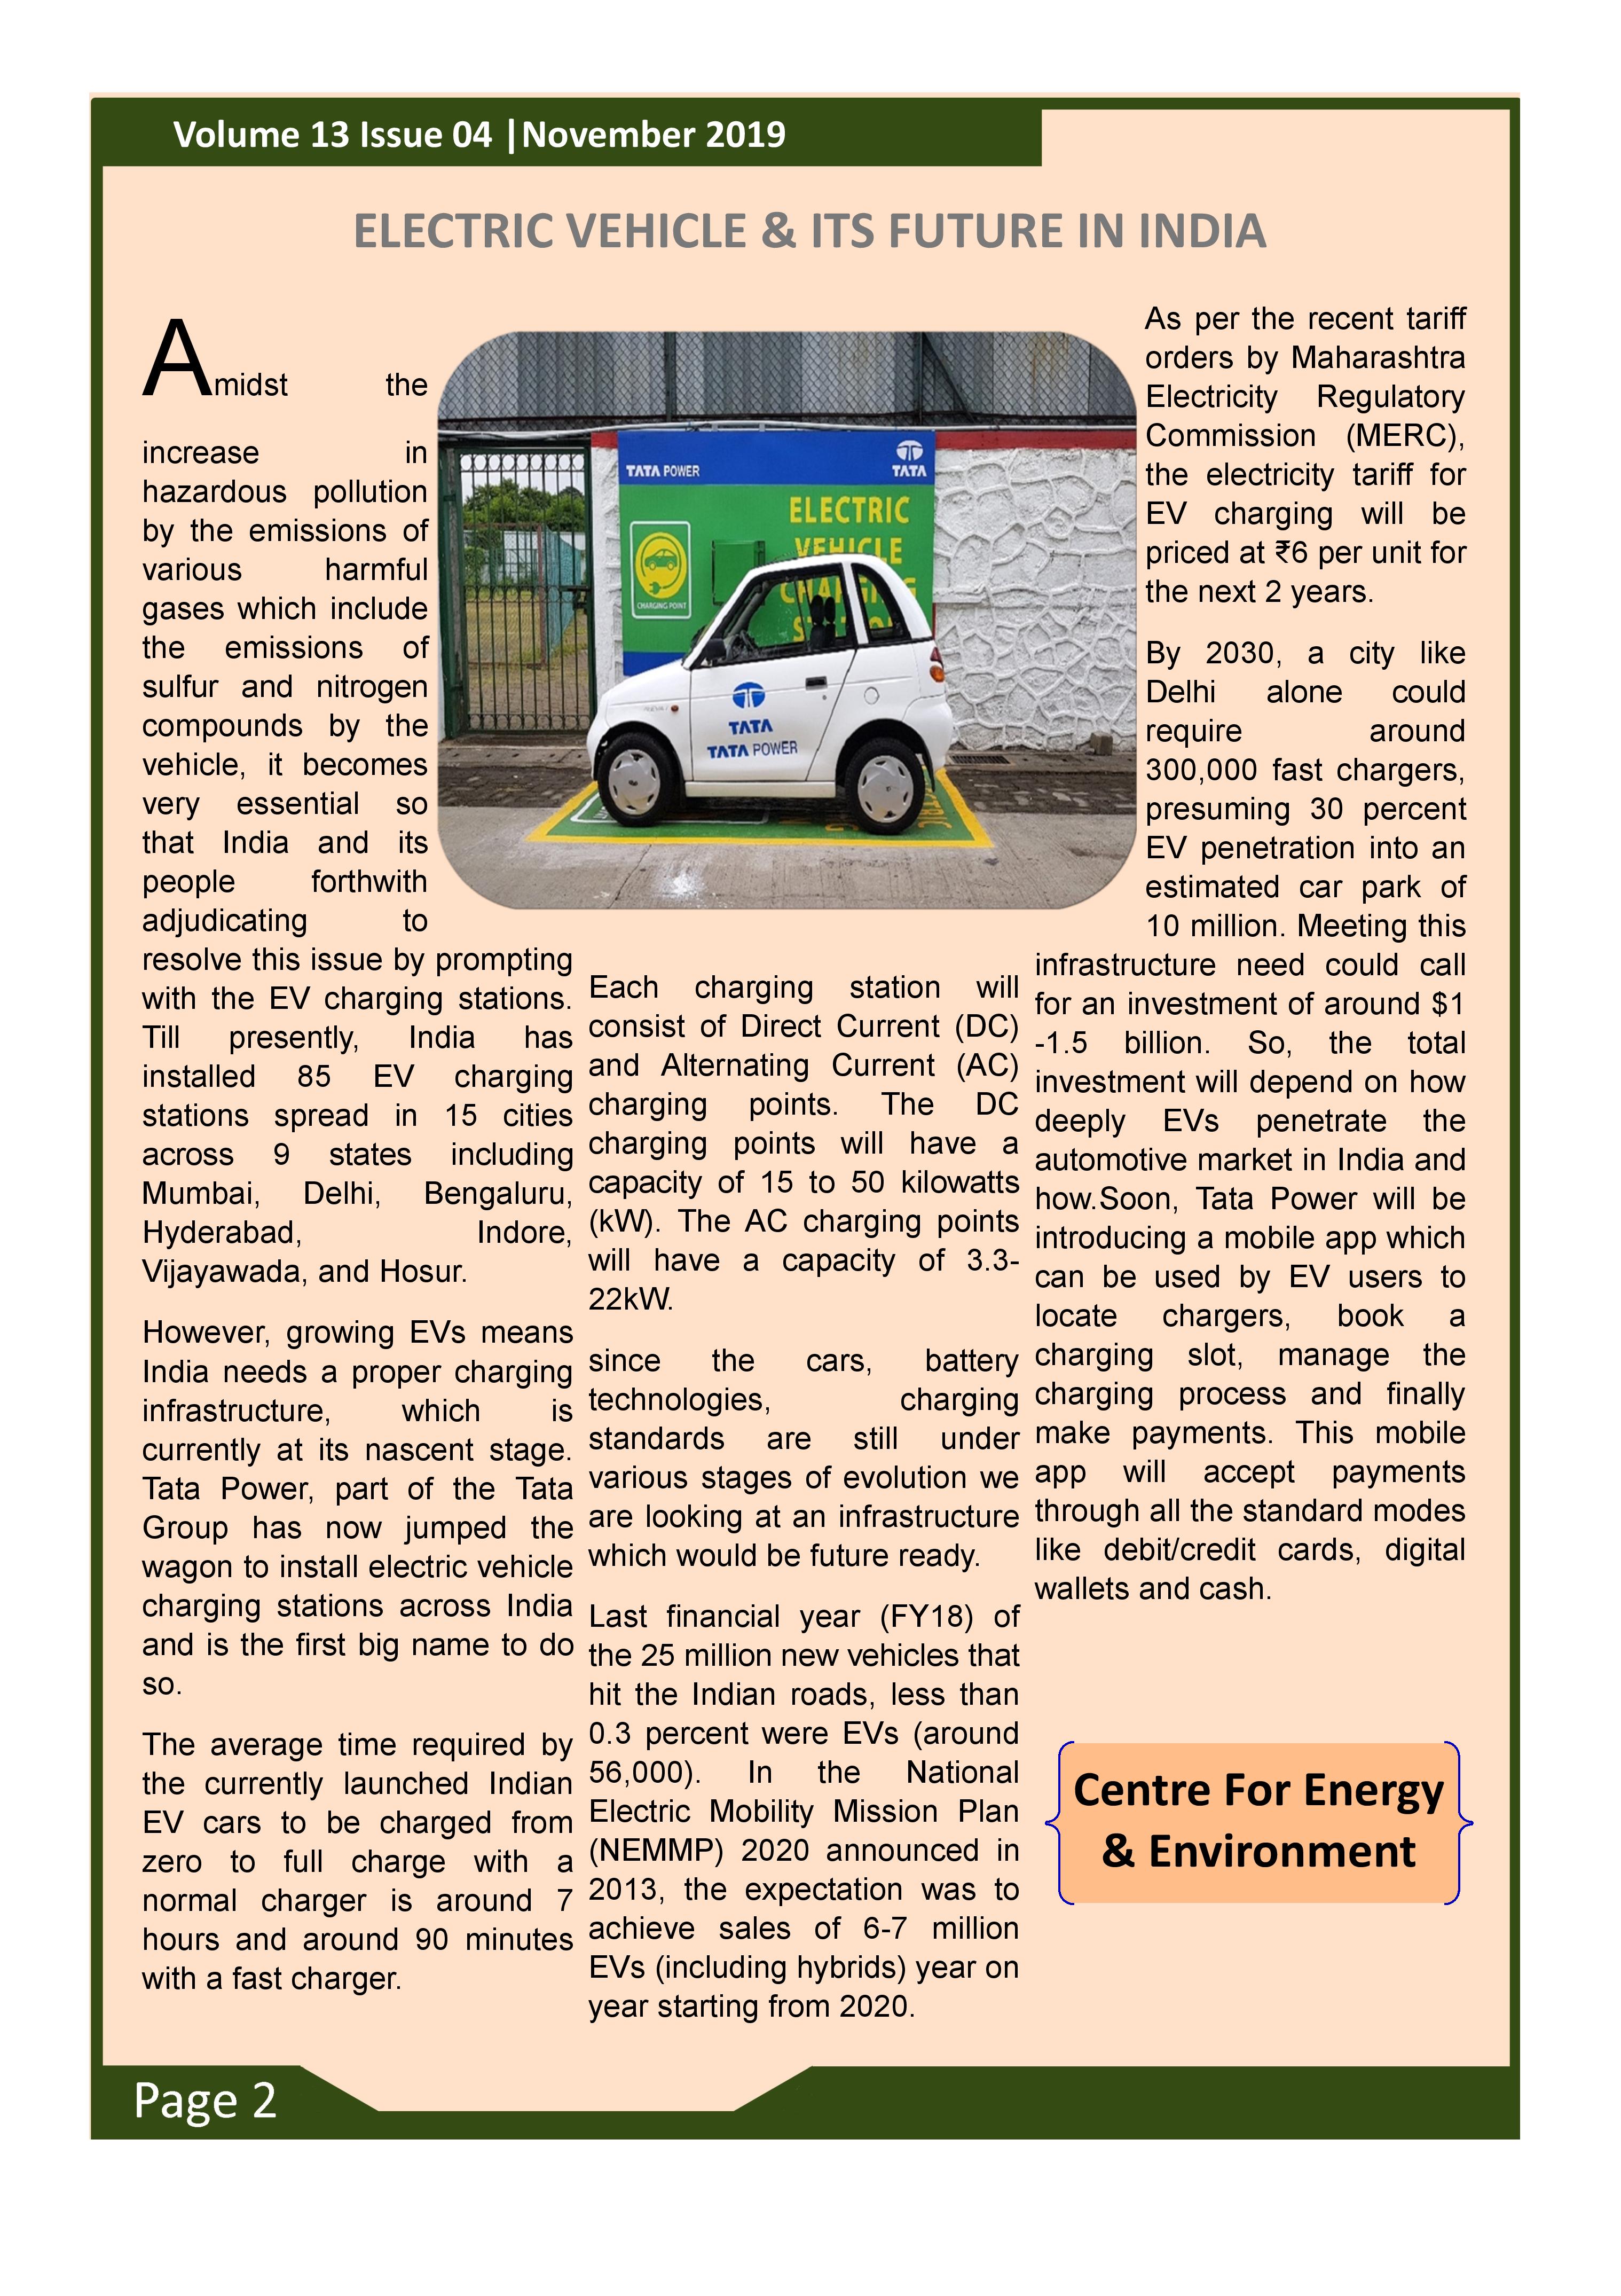 Volume 13 Issue 04 |November 2019
ELECTRIC VEHICLE & ITS FUTURE IN INDIA
Amidst the
increase in
hazardous pollution
by the emissions of
various harmful
gases which include
the emissions of
sulfur and nitrogen
compounds by the
vehicle, it becomes
very essential so
that India and its
people forthwith
adjudicating to
resolve this issue by prompting
with the EV charging stations.
Till presently, India has
installed 85 EV charging
stations spread in 15 cities
across 9 states including
Mumbai, Delhi, Bengaluru,
Hyderabad, Indore,
Vijayawada, and Hosur.
However, growing EVs means
India needs a proper charging
infrastructure, which is
currently at its nascent stage.
Tata Power, part of the Tata
Group has now jumped the
wagon to install electric vehicle
charging stations across India
and is the first big name to do
so.
The average time required by
the currently launched Indian
EV cars to be charged from
zero to full charge with a
normal charger is around 7
hours and around 90 minutes
with a fast charger.
TATA POWER
TATA
ELECTRIC
VEHICLE
CHARGING
STATION
CHARGING POINT
TATA
TATA POWER
Each charging station will
consist of Direct Current (DC)
and Alternating Current (AC)
charging points. The DC
charging points will have a
capacity of 15 to 50 kilowatts
(kW). The AC charging points
will have a capacity of 3.3-
22kW.
since the cars, battery
technologies, charging
standards are still under
various stages of evolution we
are looking at an infrastructure
which would be future ready.
Last financial year (FY18) of
the 25 million new vehicles that
hit the Indian roads, less than
0.3 percent were EVs (around
56,000). In the National
Electric Mobility Mission Plan
(NEMMP) 2020 announced in
2013, the expectation was to
achieve sales of 6-7 million
EVs (including hybrids) year on
year starting from 2020.
As per the recent tariff
orders by Maharashtra
Electricity Regulatory
Commission (MERC),
the electricity tariff for
EV charging will be
priced at ₹6 per unit for
the next 2 years.
By 2030, a city like
Delhi alone could
require around
300,000 fast chargers,
presuming 30 percent
EV penetration into an
estimated car park of
10 million. Meeting this
infrastructure need could call
for an investment of around $1
-1.5 billion. So, the total
investment will depend on how
deeply EVs penetrate the
automotive market in India and
how.Soon, Tata Power will be
introducing a mobile app which
can be used by EV users to
locate chargers, book a
charging slot, manage the
charging process and finally
make payments. This mobile
app will accept payments
through all the standard modes
like debit/credit cards, digital
wallets and cash.
Centre For Energy
& Environment
Page 2